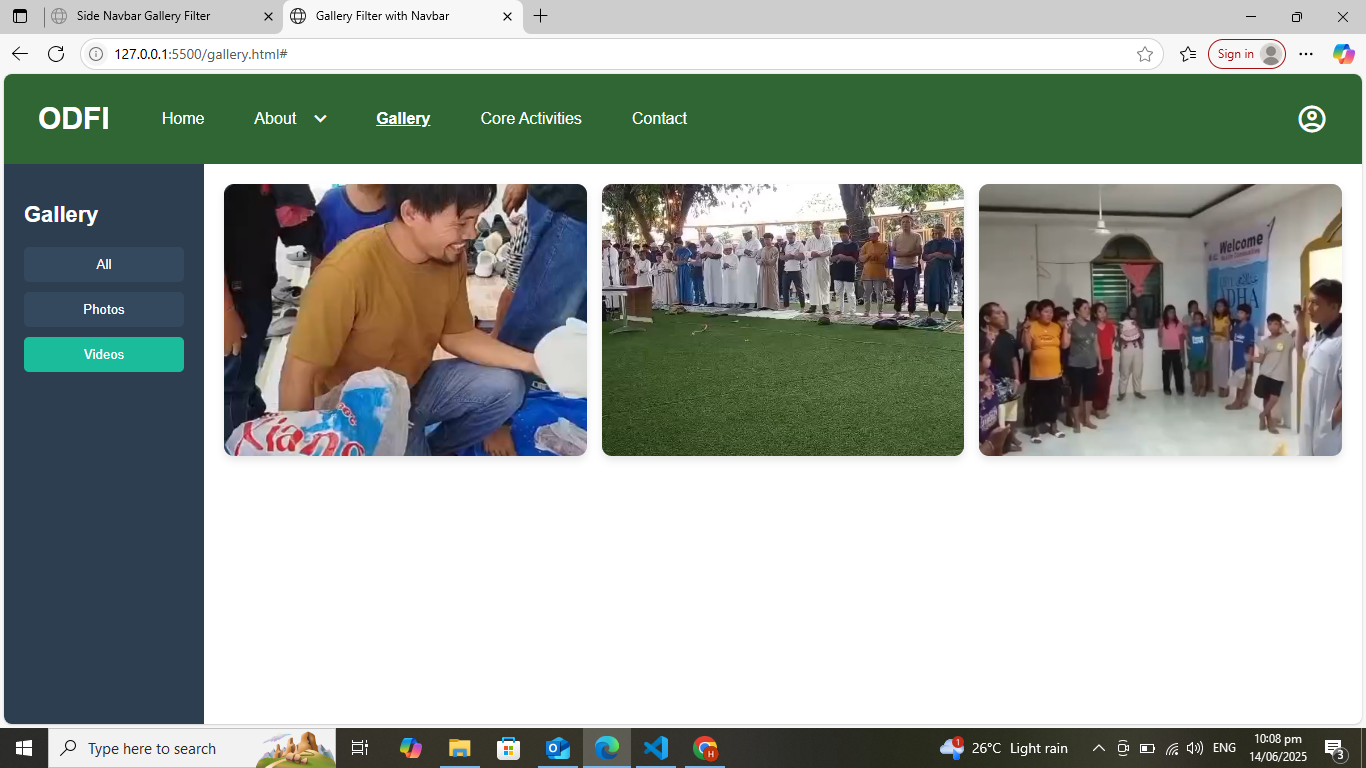 Side Navbar Gallery Filter
Gallery Filter with Navbar
127.0.0.1:5500/gallery.html#
Sign in
ODFI
Home
About
Gallery
Core Activities
Contact
Gallery
All
Photos
Videos
Kiano
Welcome
Type here to search
1
26°C Light rain
ENG
10:08 pm
14/06/2025
3